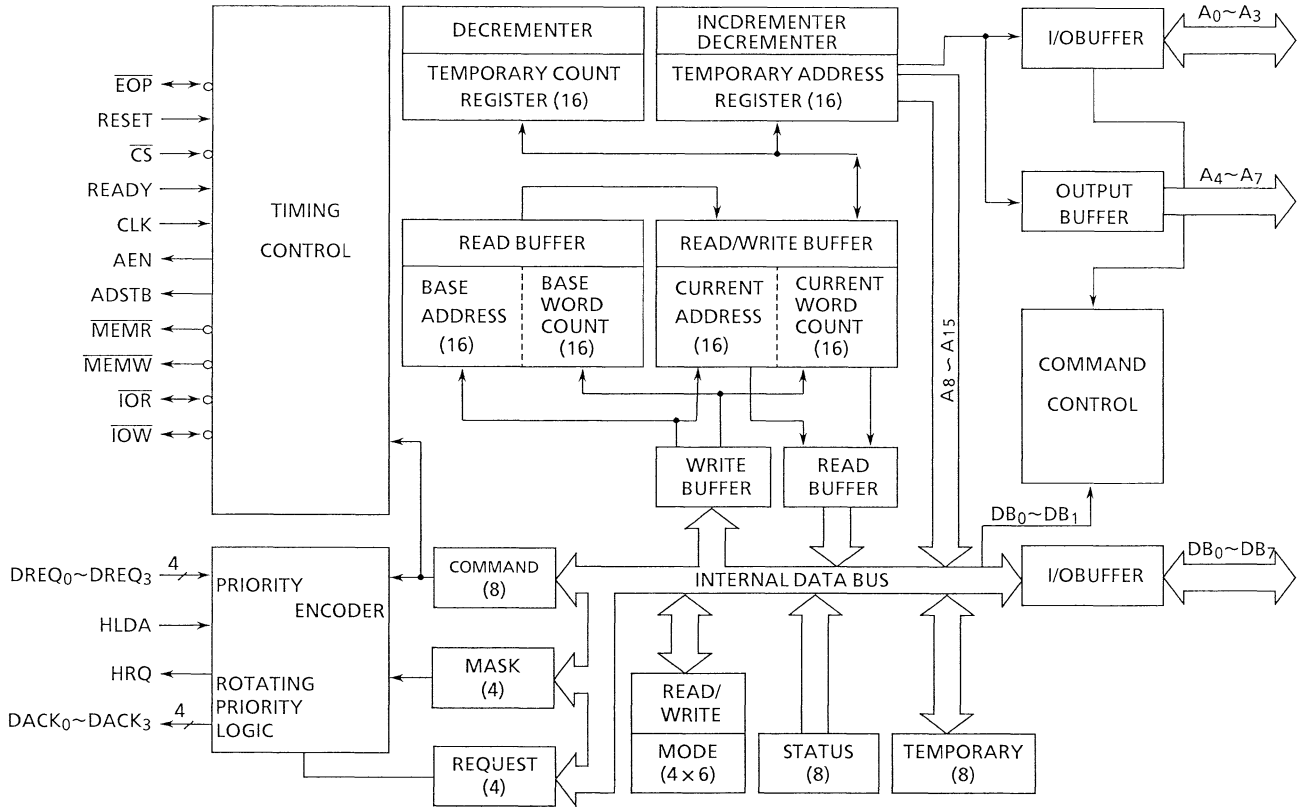 DECREMENTER
TEMPORARY COUNT
REGISTER (16)
INCDREMENTER
DECREMENTER
TEMPORARY ADDRESS
REGISTER (16)
I/OBUFFER
A0~A3
EOP
RESET
CS
READY
CLK
AEN
ADSTB
MEMR
MEMW
IOR
IOW
TIMING
CONTROL
OUTPUT
BUFFER
A4~A7
READ BUFFER
BASE
ADDRESS
(16)
BASE
WORD
COUNT
(16)
READ/WRITE BUFFER
CURRENT
ADDRESS
(16)
CURRENT
WORD
COUNT
(16)
A8~A15
COMMAND
CONTROL
WRITE
BUFFER
READ
BUFFER
DB0~DB1
DREQ0~DREQ3
4
HLDA
HRQ
DACK0~DACK3
4
PRIORITY
ENCODER
ROTATING
PRIORITY
LOGIC
COMMAND
(8)
MASK
(4)
REQUEST
(4)
INTERNAL DATA BUS
I/OBUFFER
DB0~DB7
READ/
WRITE
MODE
(4×6)
STATUS
(8)
TEMPORARY
(8)